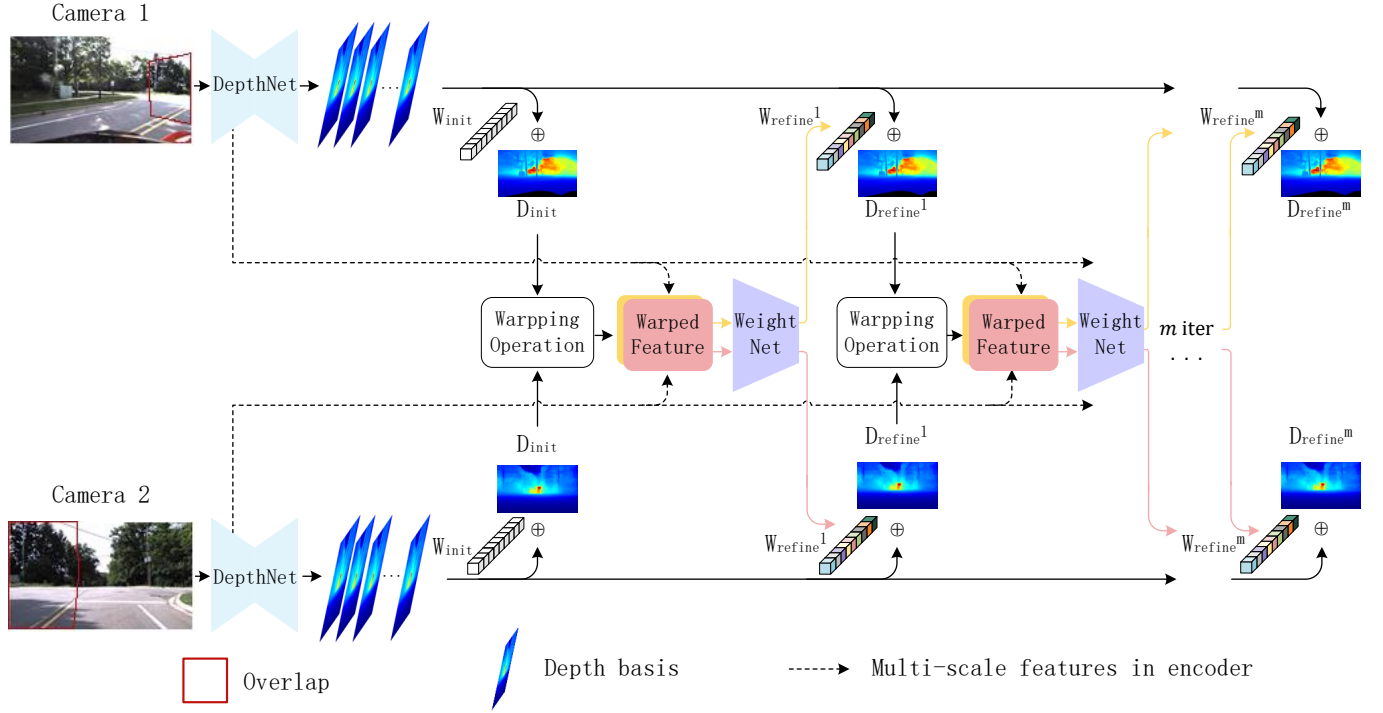 Camera 1
DepthNet
...
W_init
⊕
D_init
W_refine^1
⊕
D_refine^1
W_refine^m
⊕
D_refine^m
Warpping
Operation
Warped
Feature
Weight
Net
Warpping
Operation
Warped
Feature
Weight
Net
m iter
...
D_init
D_refine^1
D_refine^m
Camera 2
DepthNet
...
W_init
⊕
W_refine^1
⊕
W_refine^m
⊕
Overlap
Depth basis
Multi-scale features in encoder